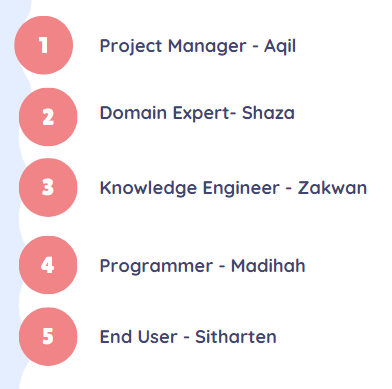 1 Project Manager - Aqil
2 Domain Expert- Shaza
3 Knowledge Engineer - Zakwan
4 Programmer - Madihah
5 End User - Sitharten